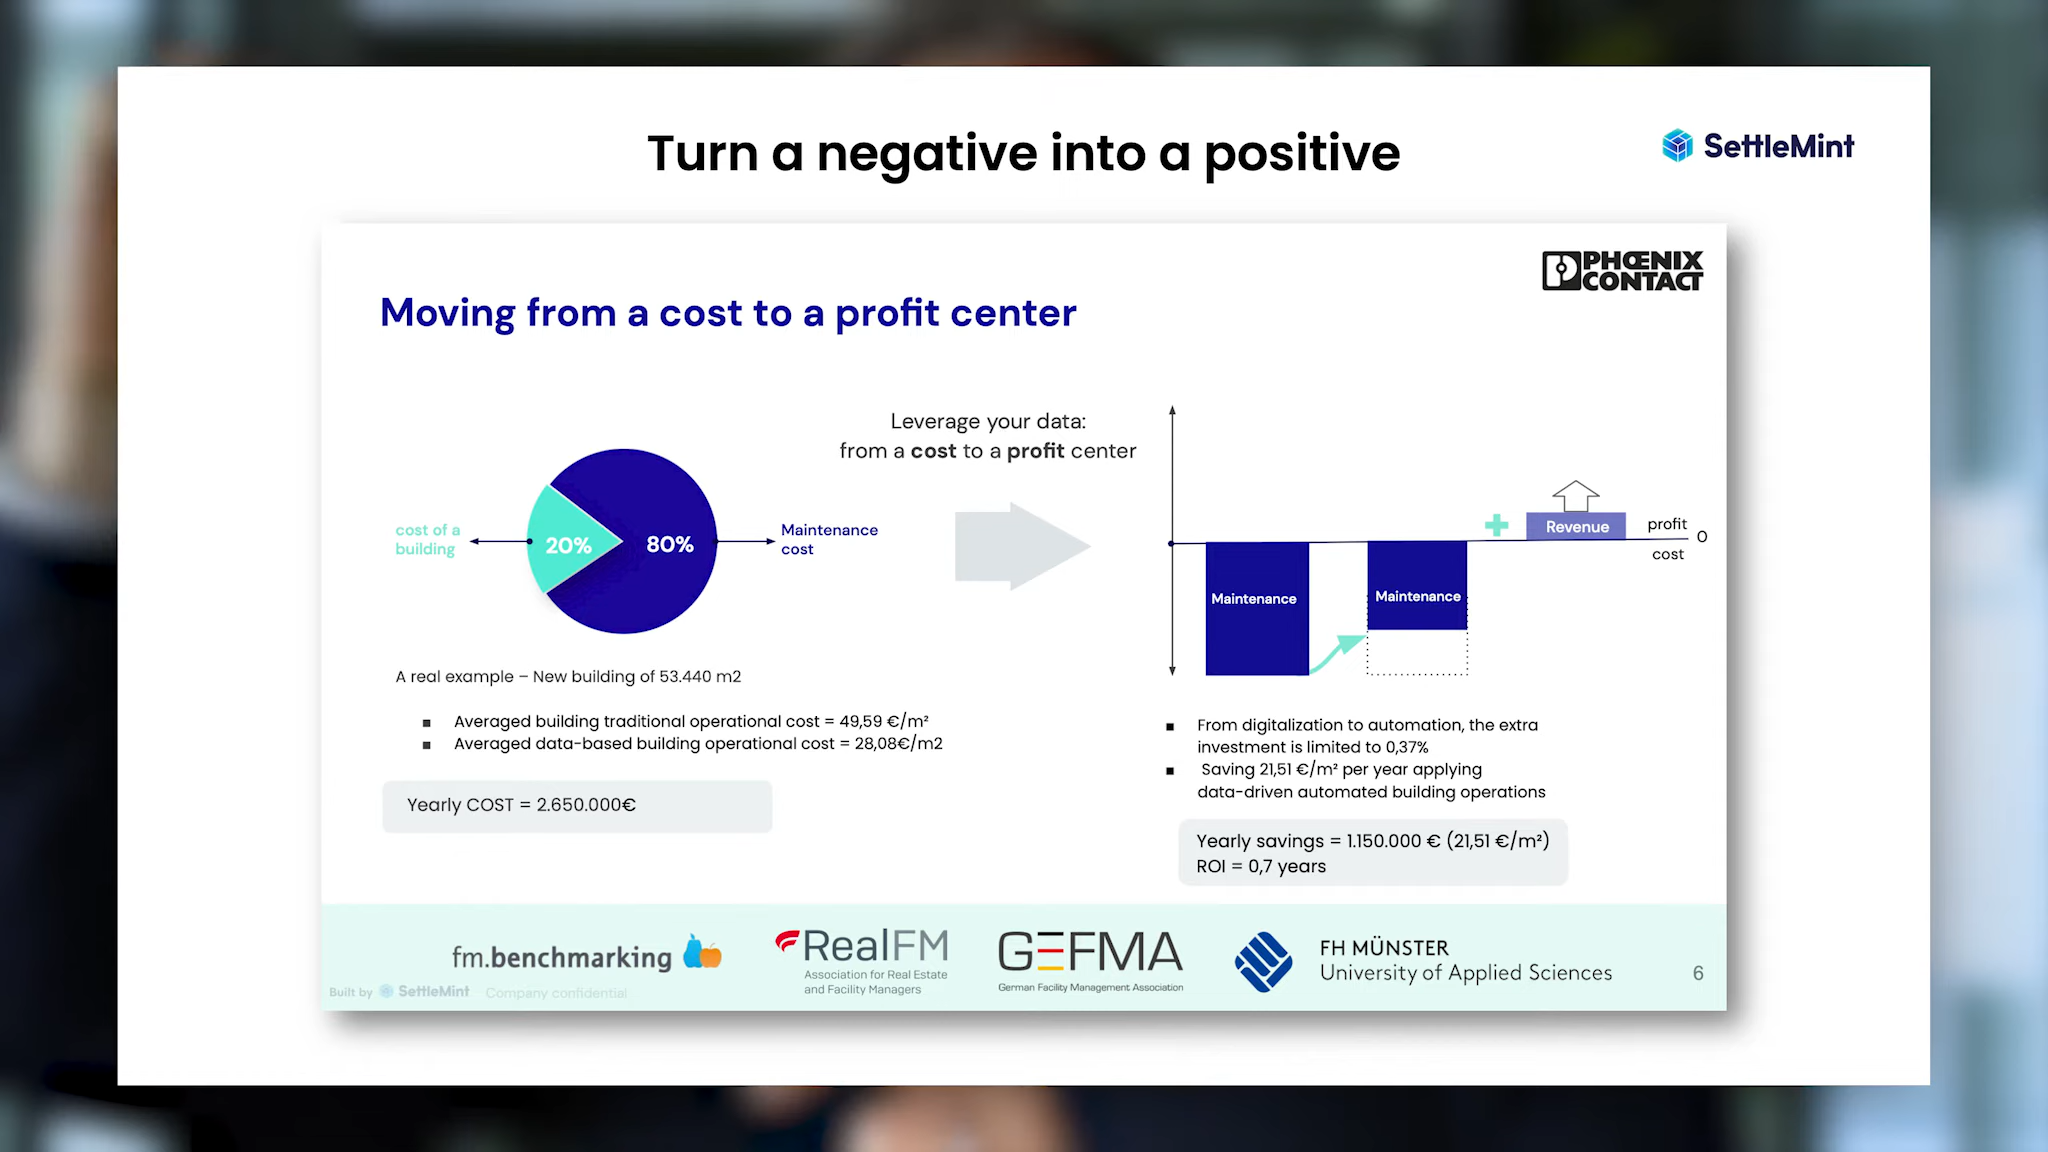 Turn a negative into a positive
SettleMint
PHŒNIX
CONTACT
Moving from a cost to a profit center
Leverage your data:
from a cost to a profit center
cost of a
building
20%
80%
Maintenance
cost
Maintenance
Maintenance
Revenue
profit
0
cost
A real example – New building of 53.440 m2
▪ Averaged building traditional operational cost = 49,59 €/m²
▪ Averaged data-based building operational cost = 28,08€/m2
Yearly COST = 2.650.000€
▪ From digitalization to automation, the extra
investment is limited to 0,37%
▪ Saving 21,51 €/m² per year applying
data-driven automated building operations
Yearly savings = 1.150.000 € (21,51 €/m²)
ROI = 0,7 years
fm.benchmarking
RealFM
Association for Real Estate
and Facility Managers
GEFMA
German Facility Management Association
FH MÜNSTER
University of Applied Sciences
6
Built by SettleMint Company confidential